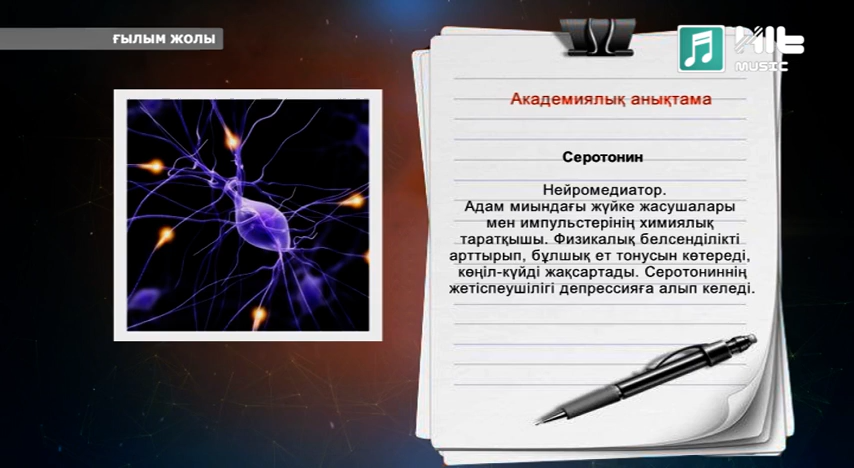 ҒЫЛЫМ ЖОЛЫ
Hit
MUSIC
Академиялық анықтама
Серотонин
Нейромедиатор.
Адам миындағы жүйке жасушалары
мен импульстерінің химиялық
таратқышы. Физикалық белсенділікті
арттырып, бұлшық ет тонусын көтереді,
көңіл-күйді жақсартады. Серотониннің
жетіспеушілігі депрессияға алып келеді.